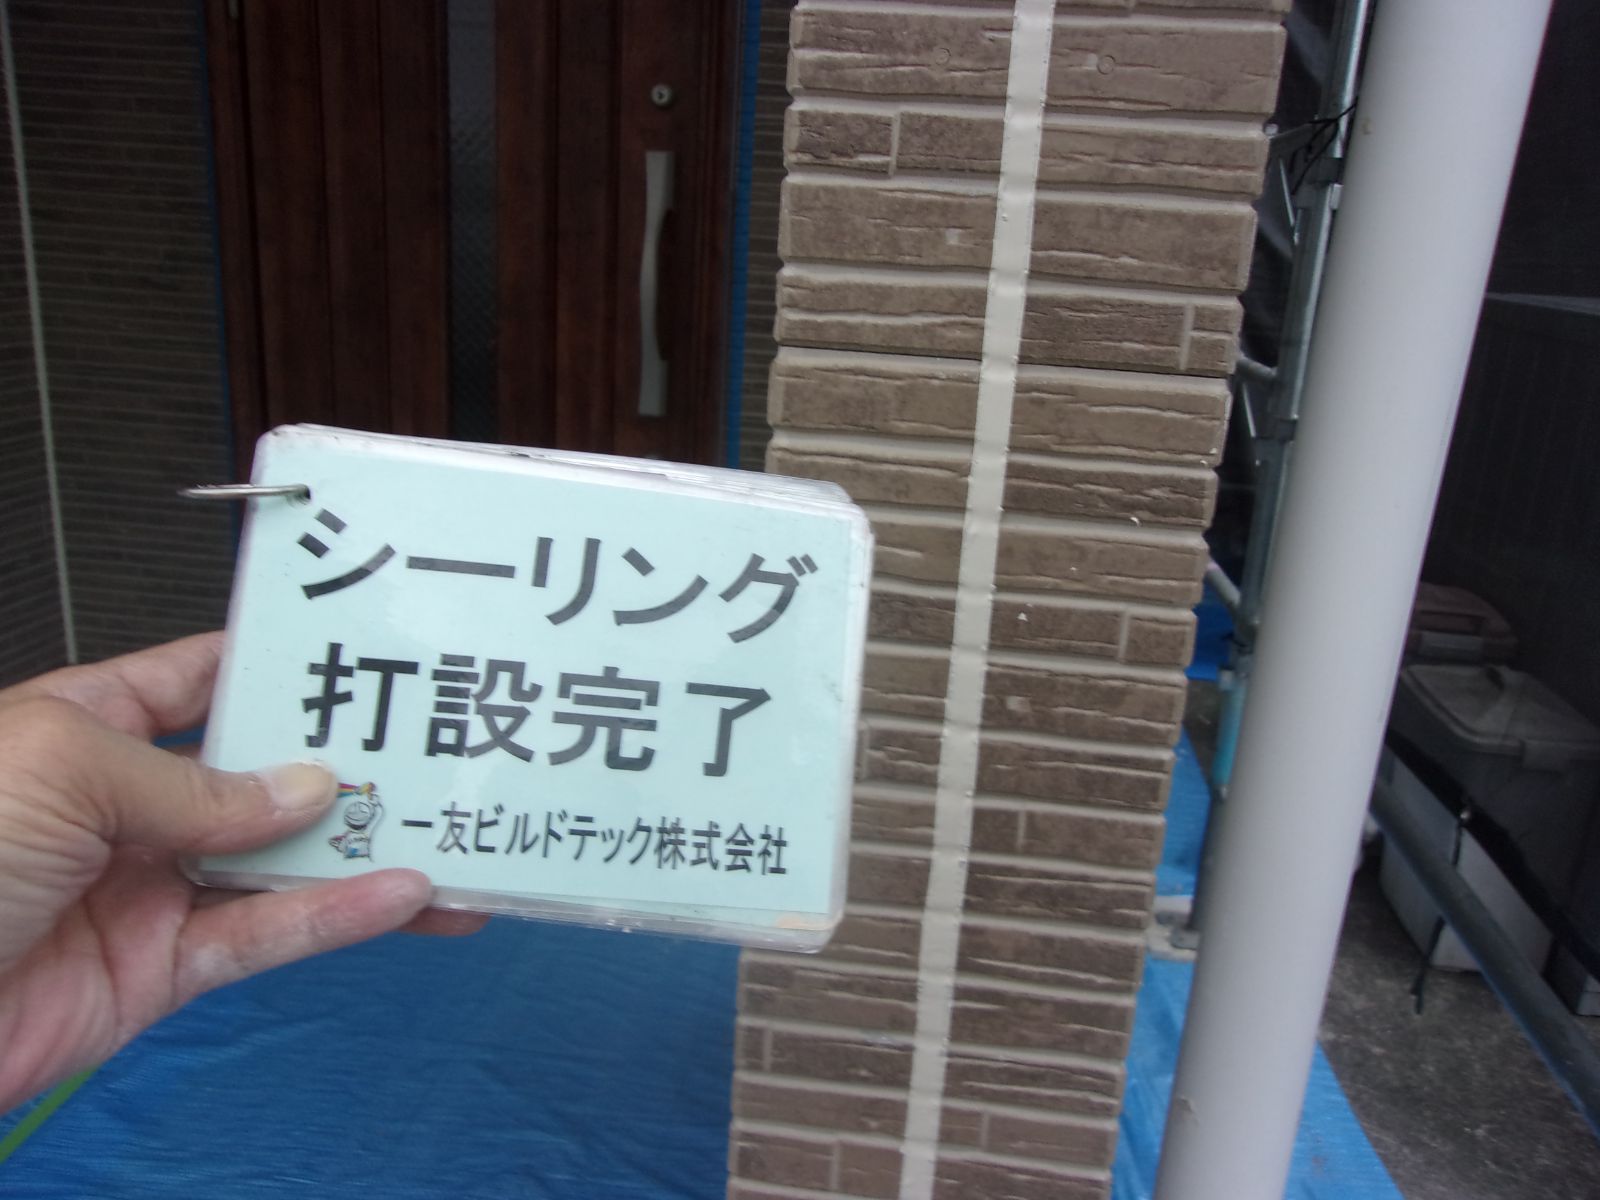 シーリング
打設完了
一友ビルドテック株式会社